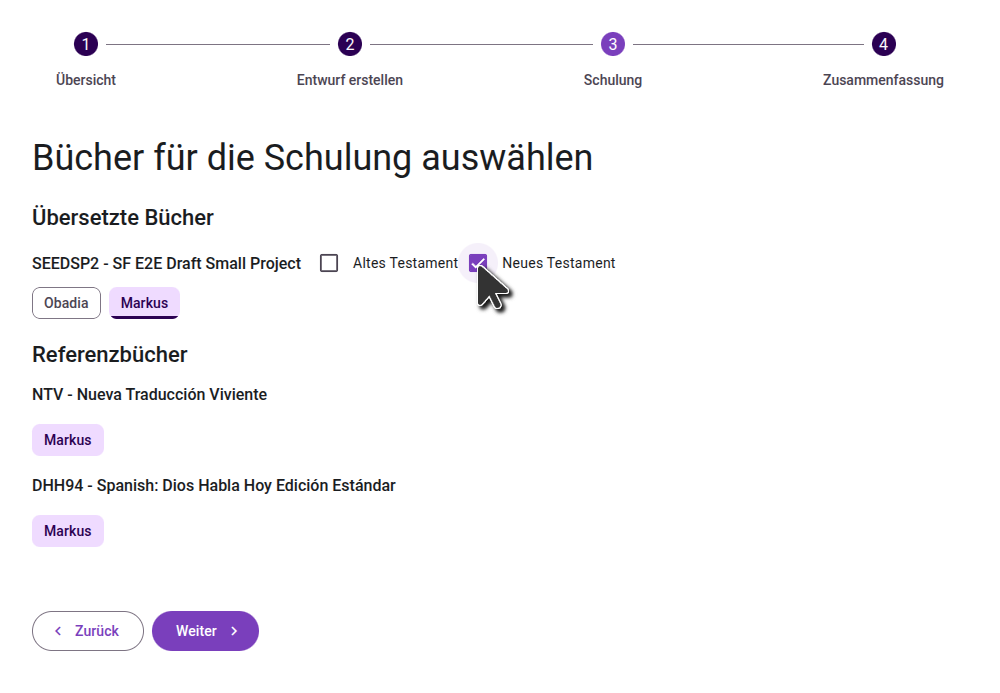 1 2 3 4
Übersicht Entwurf erstellen Schulung Zusammenfassung
Bücher für die Schulung auswählen
Übersetzte Bücher
SEEDSP2 - SF E2E Draft Small Project Altes Testament Neues Testament
Obadia Markus
Referenzbücher
NTV - Nueva Traducción Viviente
Markus
DHH94 - Spanish: Dios Habla Hoy Edición Estándar
Markus
Zurück Weiter